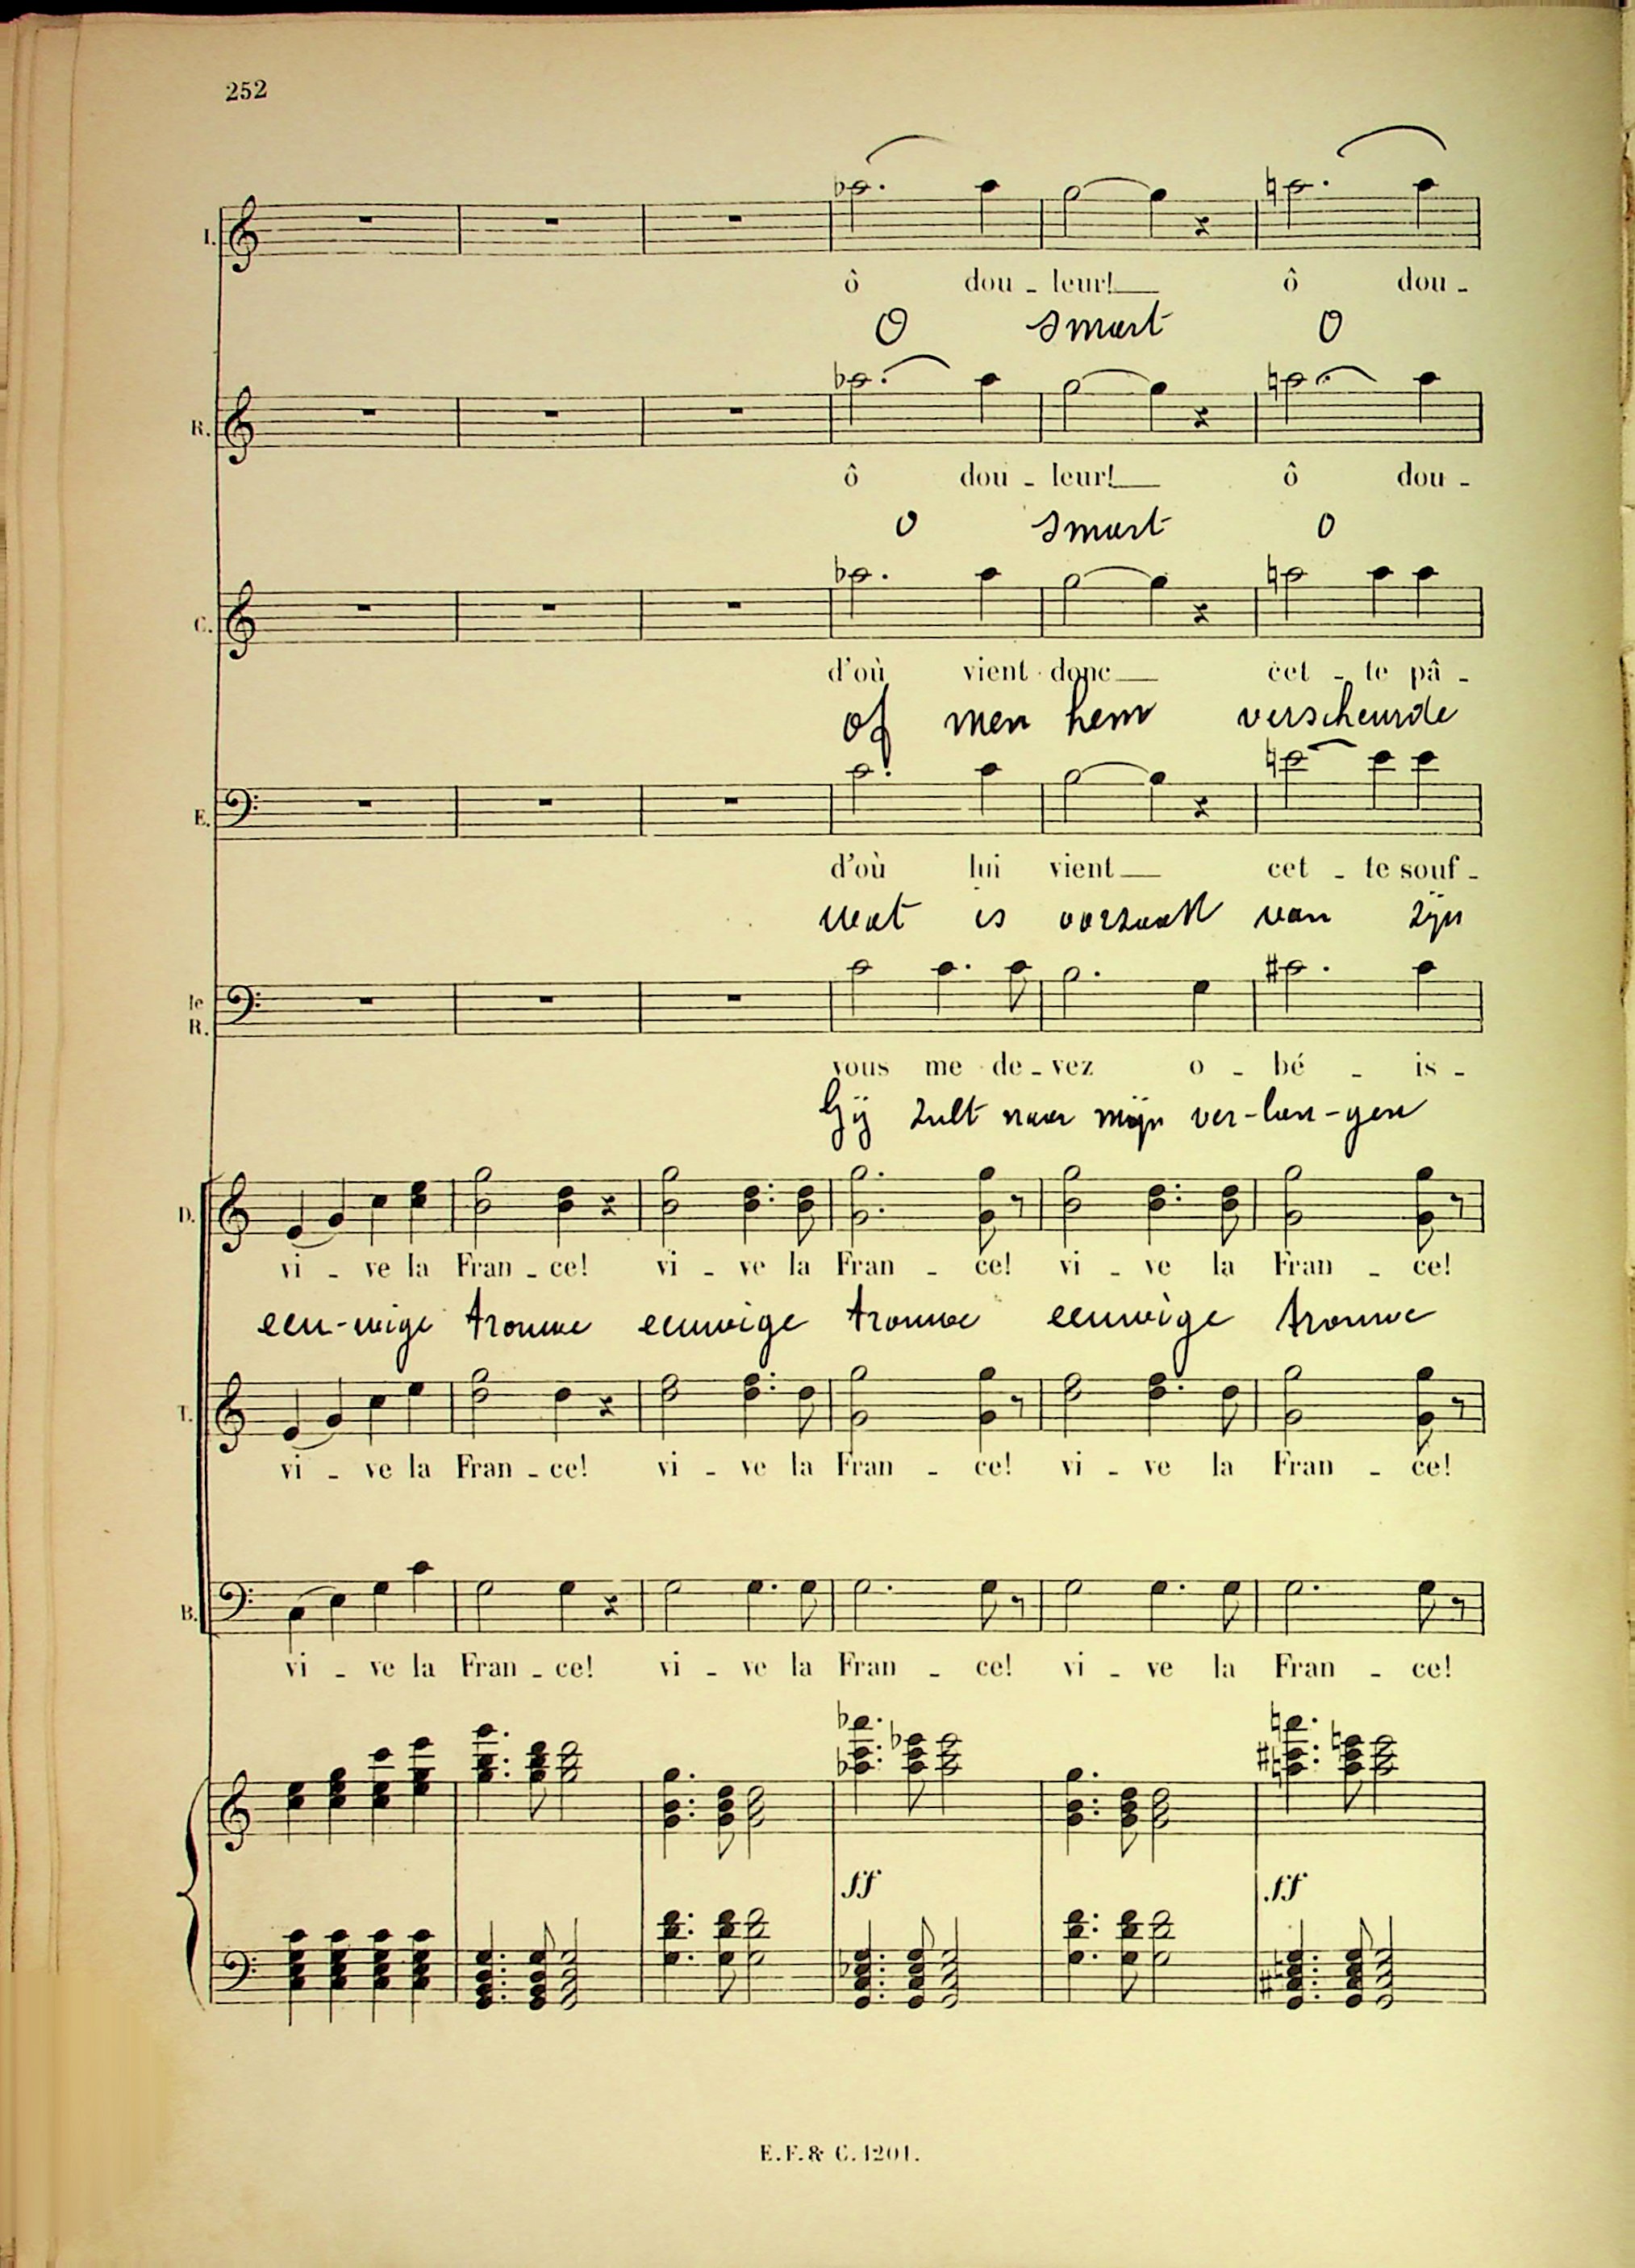 252
I.
ô dou - leur! ô dou -
O smart O
R.
ô dou - leur! ô dou -
O smart O
C.
d'où vient donc cet - te pâ -
of men hem verscheurde
E.
d'où lui vient cet - te souf -
wat is oorzaak van zijn
le R.
vous me de - vez o - bé - is -
Gij zult naar mijn ver-lan-gen
D.
vi - ve la Fran - ce! vi - ve la Fran - ce! vi - ve la Fran - ce!
eeu-wige trouwe eeuwige trouwe eeuwige trouwe
T.
vi - ve la Fran - ce! vi - ve la Fran - ce! vi - ve la Fran - ce!
B.
vi - ve la Fran - ce! vi - ve la Fran - ce! vi - ve la Fran - ce!
ff ff
E.F.& C.1201.